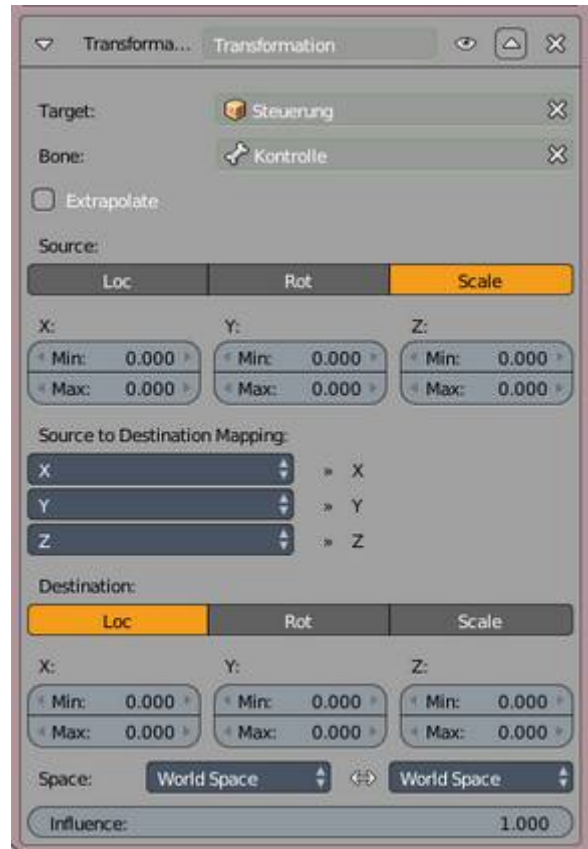 Transforma... Transformation
Target: Steuerung
Bone: Kontrolle
Extrapolate
Source:
Loc Rot Scale
X: Y: Z:
Min: 0.000 Min: 0.000 Min: 0.000
Max: 0.000 Max: 0.000 Max: 0.000
Source to Destination Mapping:
X » X
Y » Y
Z » Z
Destination:
Loc Rot Scale
X: Y: Z:
Min: 0.000 Min: 0.000 Min: 0.000
Max: 0.000 Max: 0.000 Max: 0.000
Space: World Space World Space
Influence: 1.000